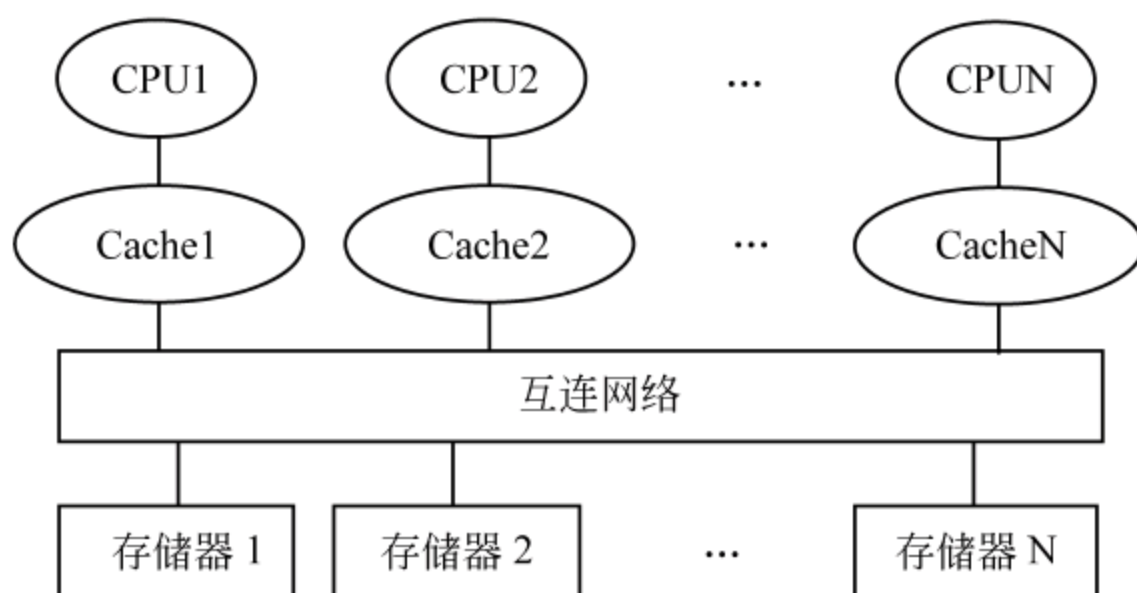 CPU1 CPU2 ... CPUN
Cache1 Cache2 ... CacheN
互连网络
存储器 1 存储器 2 ... 存储器 N